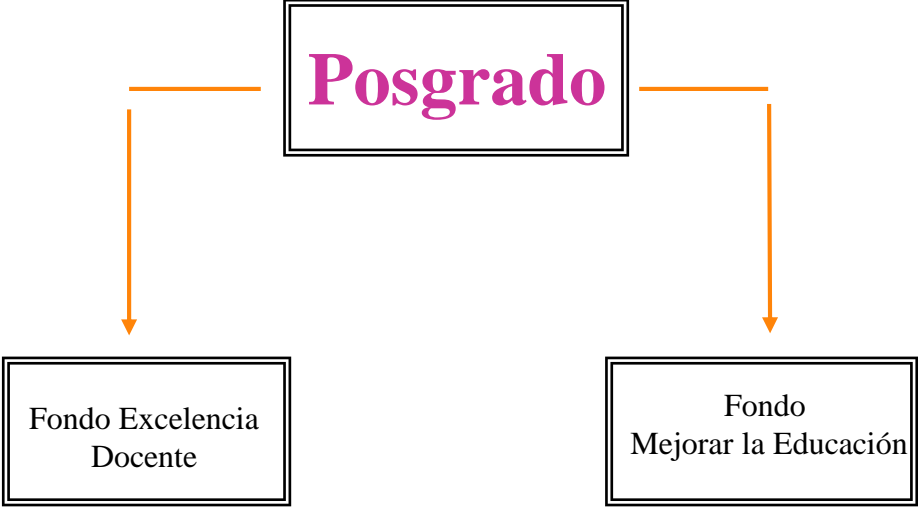 Posgrado
Fondo Excelencia
Docente
Fondo
Mejorar la Educación